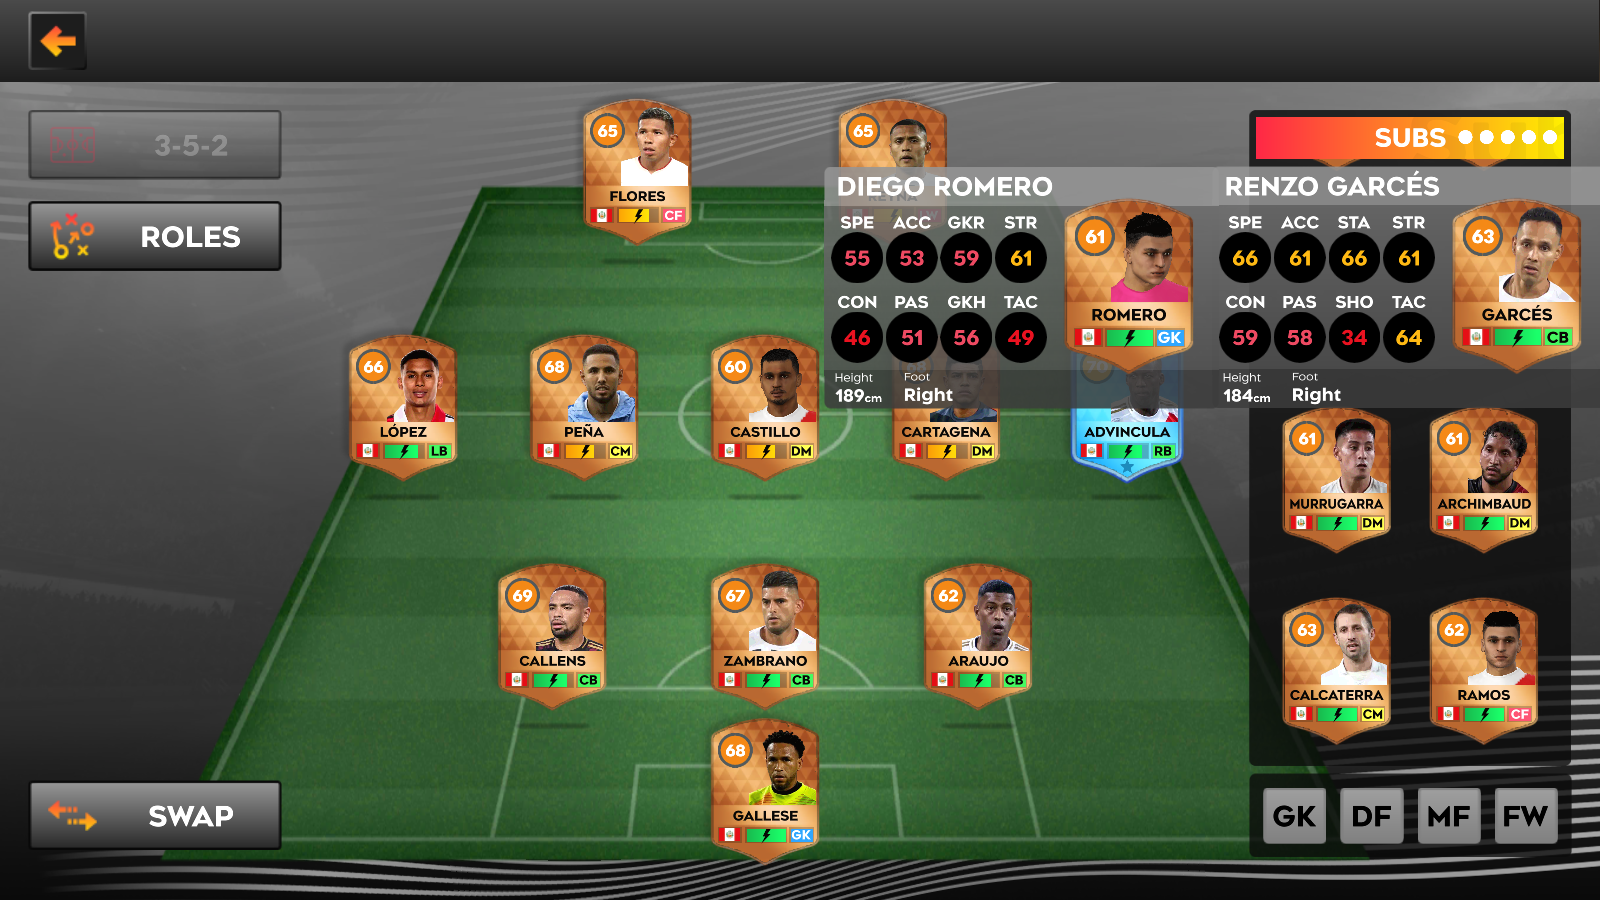 3-5-2
ROLES
SWAP
65
FLORES
CF
65
REYNA
DIEGO ROMERO
SPE ACC GKR STR
55 53 59 61
CON PAS GKH TAC
46 51 56 49
Height Foot
189cm Right
61
ROMERO
GK
RENZO GARCÉS
SPE ACC STA STR
66 61 66 61
CON PAS SHO TAC
59 58 34 64
Height Foot
184cm Right
63
GARCÉS
CB
66
LÓPEZ
LB
68
PEÑA
CM
60
CASTILLO
DM
CARTAGENA
DM
70
ADVINCULA
RB
69
CALLENS
CB
67
ZAMBRANO
CB
62
ARAUJO
CB
68
GALLESE
GK
SUBS
61
MURRUGARRA
DM
61
ARCHIMBAUD
DM
63
CALCATERRA
CM
62
RAMOS
CF
GK DF MF FW